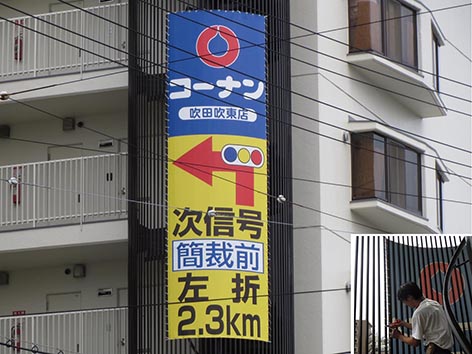 コーナン
吹田吹東店
次信号
簡裁前
左折
2.3km